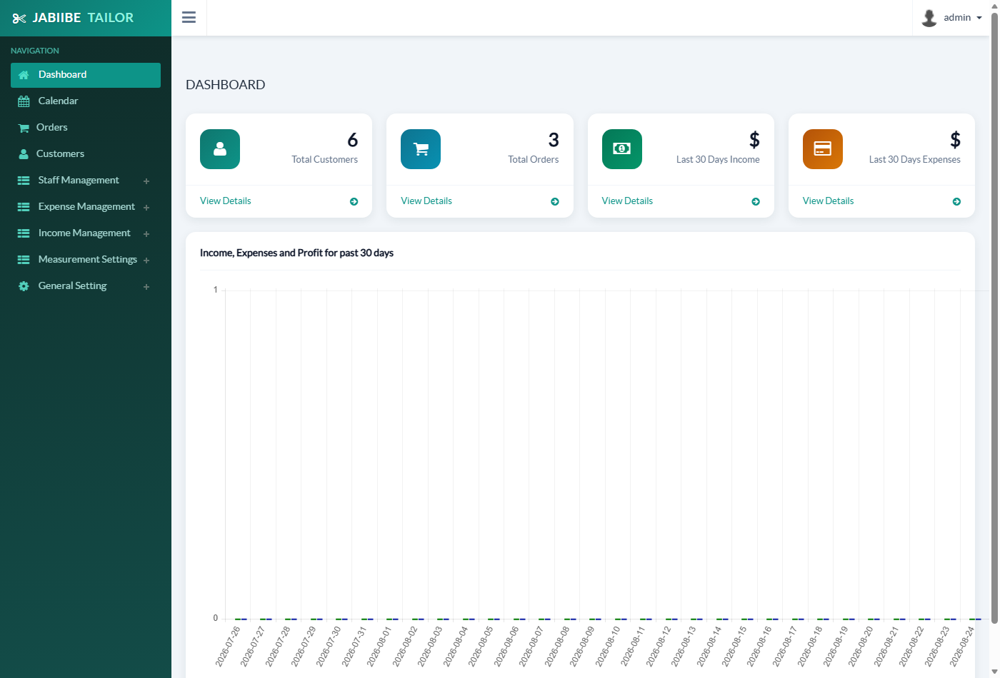 JABIIBE TAILOR
admin
NAVIGATION
Dashboard
Calendar
Orders
Customers
Staff Management +
Expense Management +
Income Management +
Measurement Settings +
General Setting +
DASHBOARD
6
Total Customers
View Details
3
Total Orders
View Details
$
Last 30 Days Income
View Details
$
Last 30 Days Expenses
View Details
Income, Expenses and Profit for past 30 days
1
0
2026-07-26
2026-07-27
2026-07-28
2026-07-29
2026-07-30
2026-07-31
2026-08-01
2026-08-02
2026-08-03
2026-08-04
2026-08-05
2026-08-06
2026-08-07
2026-08-08
2026-08-09
2026-08-10
2026-08-11
2026-08-12
2026-08-13
2026-08-14
2026-08-15
2026-08-16
2026-08-17
2026-08-18
2026-08-19
2026-08-20
2026-08-21
2026-08-22
2026-08-23
2026-08-24